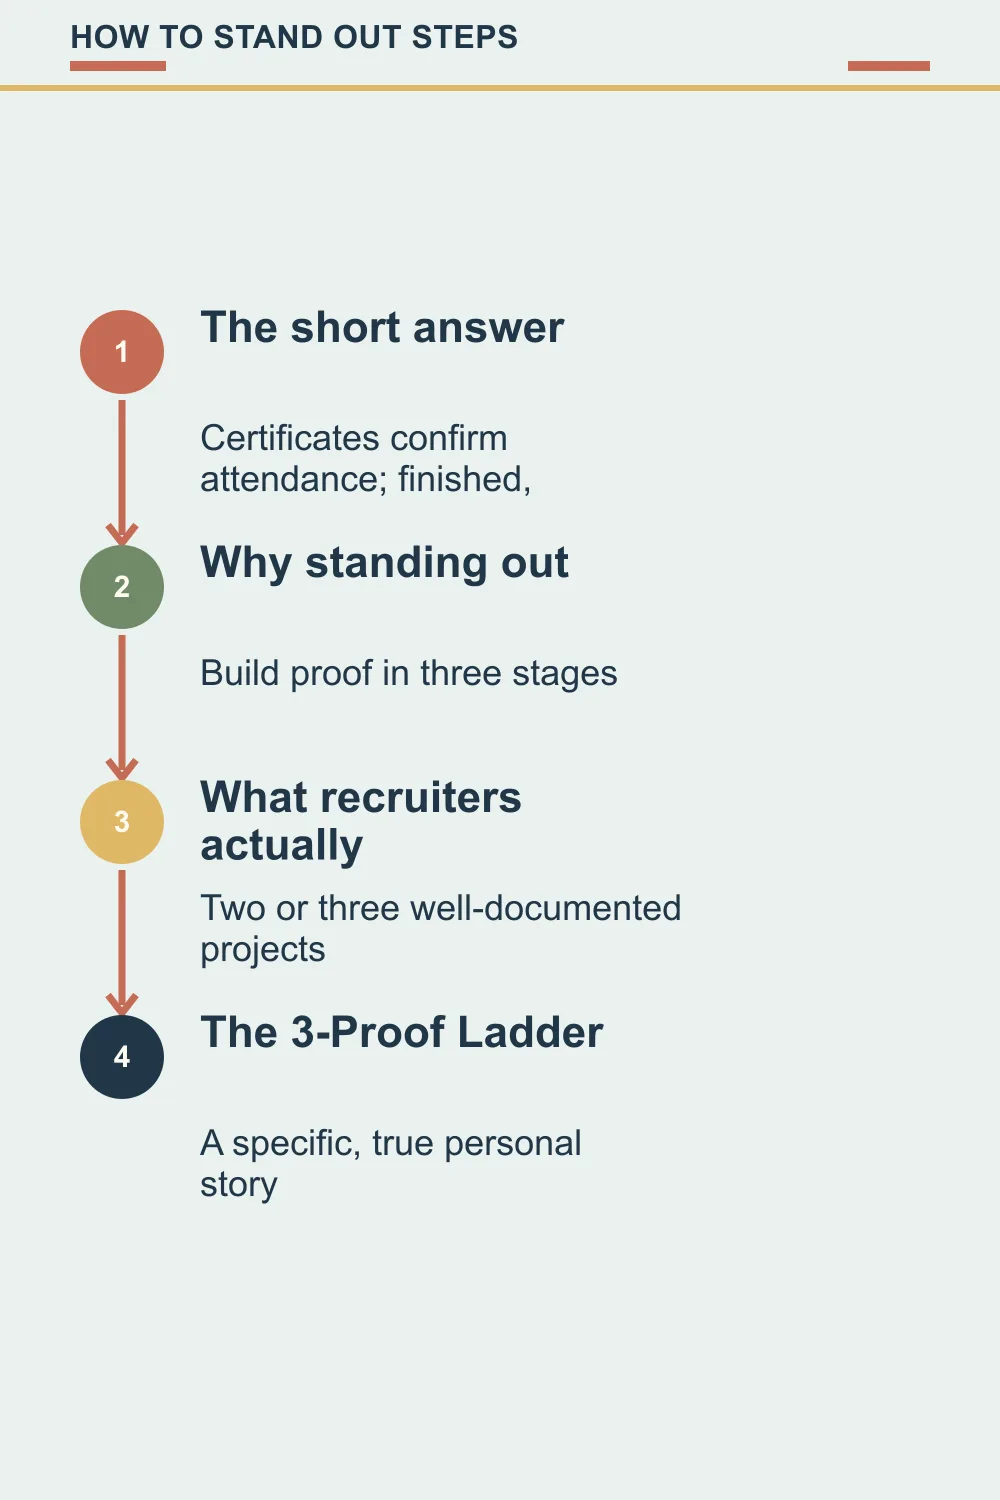 HOW TO STAND OUT STEPS
1
The short answer
Certificates confirm
attendance; finished,
2
Why standing out
Build proof in three stages
3
What recruiters
actually
Two or three well-documented
projects
4
The 3-Proof Ladder
A specific, true personal
story